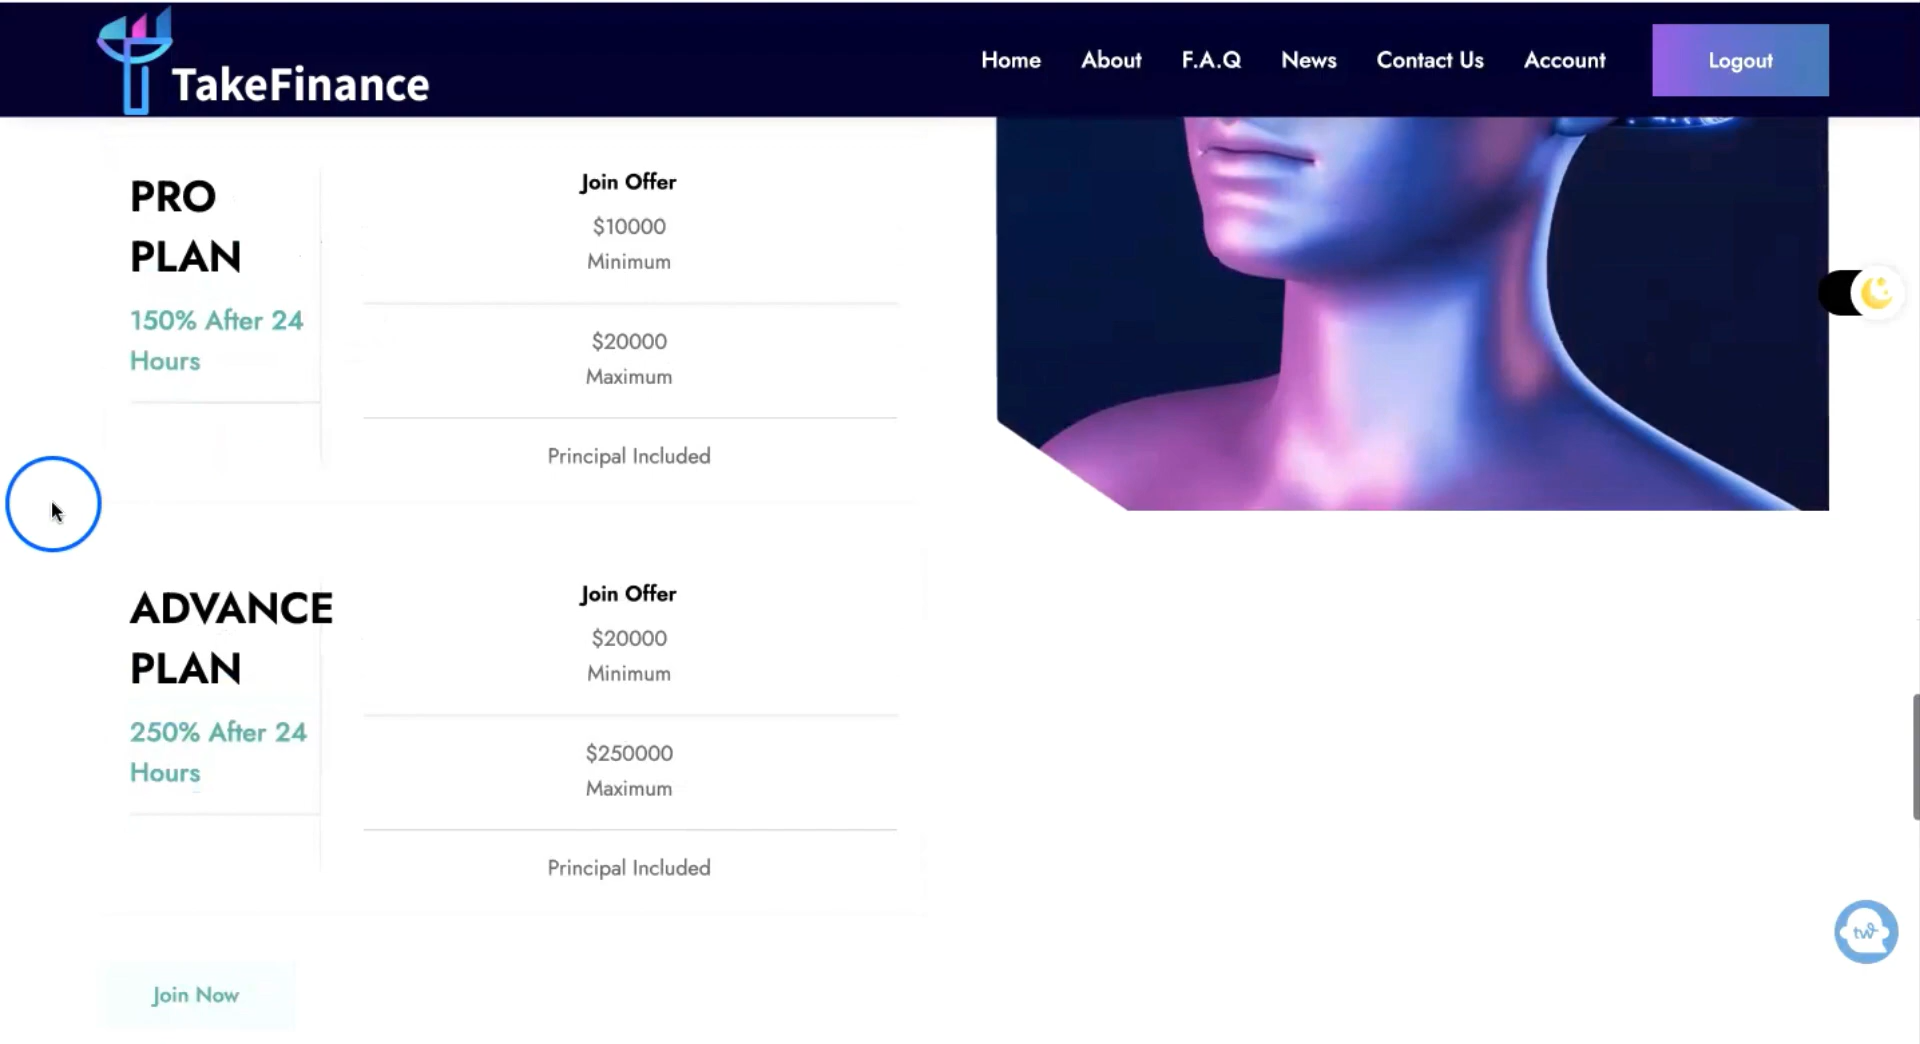 TakeFinance
Home About F.A.Q News Contact Us Account Logout
PRO
PLAN
150% After 24
Hours
Join Offer
$10000
Minimum
$20000
Maximum
Principal Included
ADVANCE
PLAN
250% After 24
Hours
Join Offer
$20000
Minimum
$250000
Maximum
Principal Included
Join Now
tw